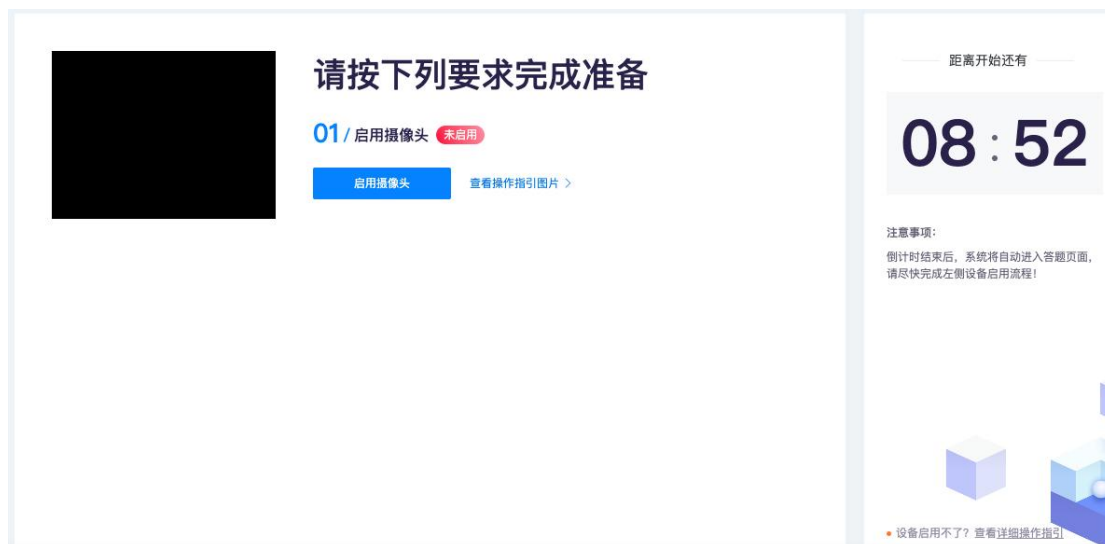 请按下列要求完成准备
01 / 启用摄像头 未启用
启用摄像头 查看操作指引图片 >
距离开始还有
08 : 52
注意事项：
倒计时结束后，系统将自动进入答题页面，
请尽快完成左侧设备启用流程！
设备启用不了？查看详细操作指引